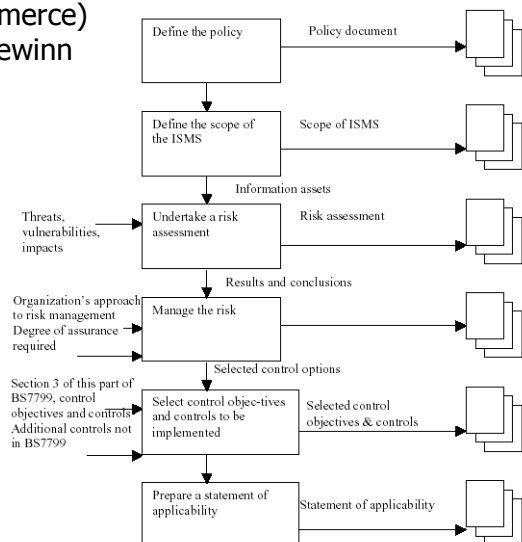 merce)
ewinn
Define the policy
Policy document
Define the scope of
the ISMS
Scope of ISMS
Information assets
Threats,
vulnerabilities,
impacts
Undertake a risk
assessment
Risk assessment
Results and conclusions
Organization's approach
to risk management
Degree of assurance
required
Manage the risk
Selected control options
Section 3 of this part of
BS7799, control
objectives and controls
Additional controls not
in BS7799
Select control objec-tives
and controls to be
implemented
Selected control
objectives & controls
Prepare a statement of
applicability
Statement of applicability